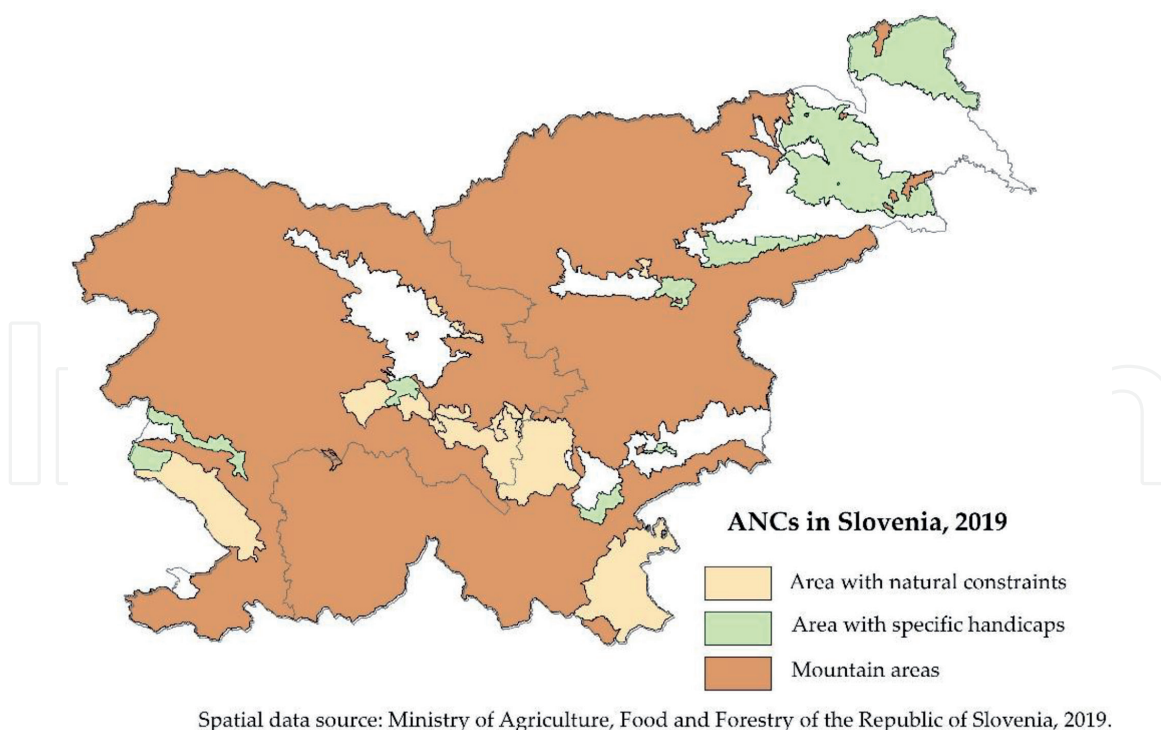 ANCs in Slovenia, 2019
Area with natural constraints
Area with specific handicaps
Mountain areas
Spatial data source: Ministry of Agriculture, Food and Forestry of the Republic of Slovenia, 2019.